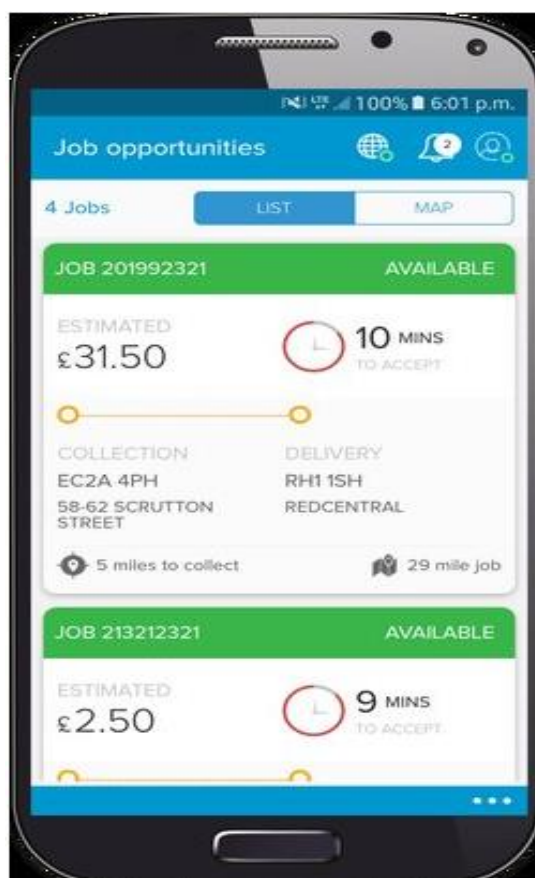 LTE 100% 6:01 p.m.
Job opportunities 2
4 Jobs LIST MAP
JOB 201992321 AVAILABLE
ESTIMATED
£31.50
10 MINS
TO ACCEPT
COLLECTION
EC2A 4PH
58-62 SCRUTTON
STREET
DELIVERY
RH1 1SH
REDCENTRAL
5 miles to collect 29 mile job
JOB 213212321 AVAILABLE
ESTIMATED
£2.50
9 MINS
TO ACCEPT